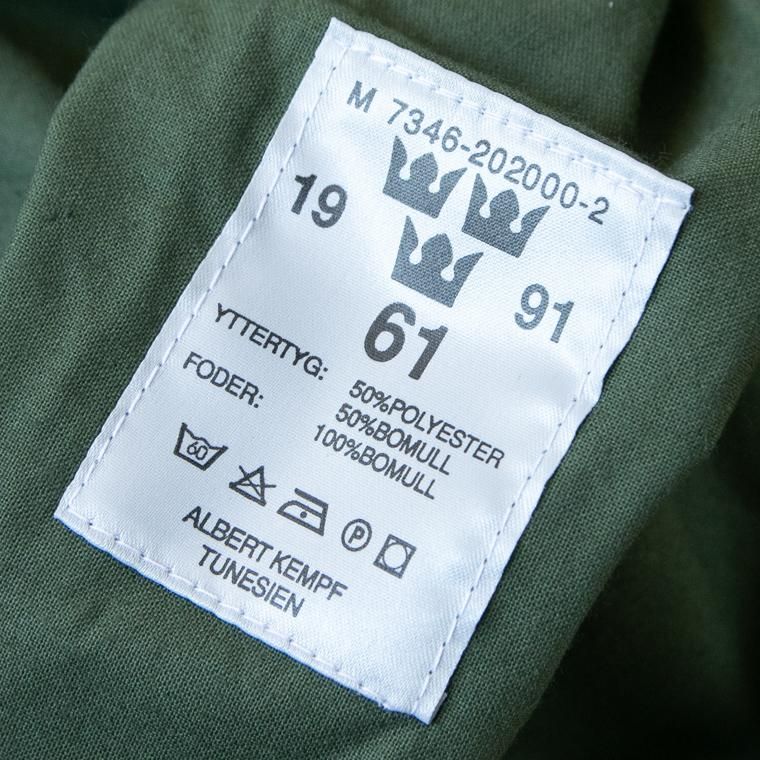 M 7346-202000-2
19 91
61
YTTERTYG: 50%POLYESTER
50%BOMULL
FODER: 100%BOMULL
60
P
ALBERT KEMPF
TUNESIEN